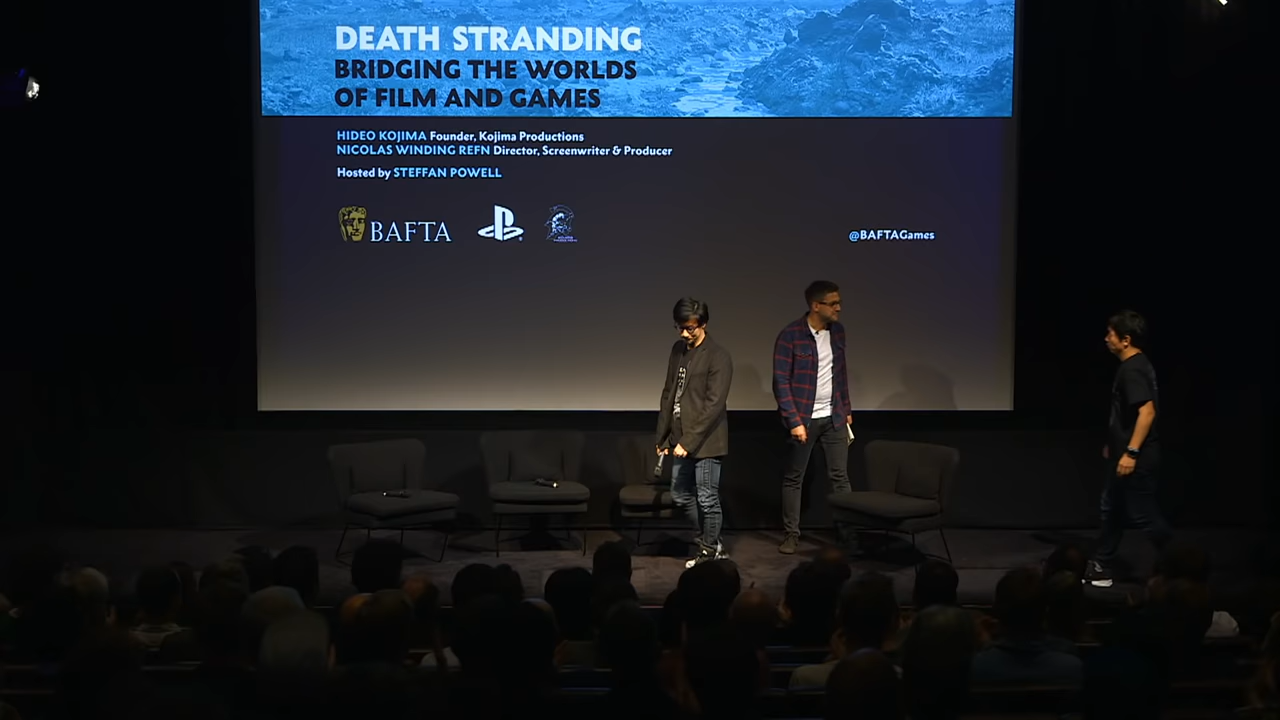 DEATH STRANDING
BRIDGING THE WORLDS
OF FILM AND GAMES
HIDEO KOJIMA Founder, Kojima Productions
NICOLAS WINDING REFN Director, Screenwriter & Producer
Hosted by STEFFAN POWELL
BAFTA
@BAFTAGames